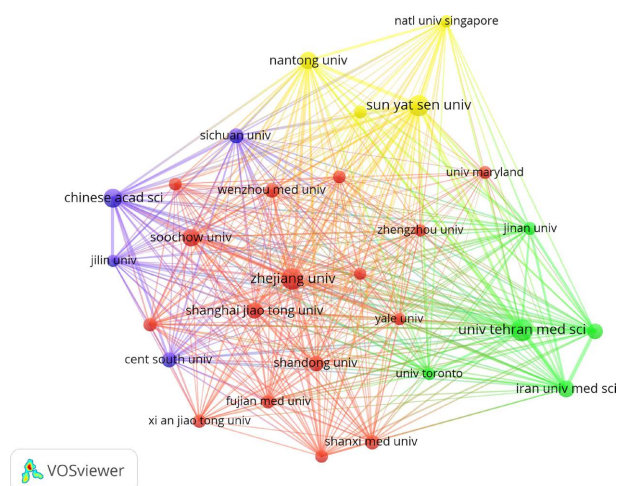 natl univ singapore
nantong univ
sun yat sen univ
sichuan univ
univ maryland
wenzhou med univ
chinese acad sci
zhengzhou univ
jinan univ
soochow univ
jilin univ
zhejiang univ
shanghai jiao tong univ
yale univ
univ tehran med sci
cent south univ
shandong univ
univ toronto
iran univ med sci
fujian med univ
xi an jiao tong univ
shanxi med univ
VOSviewer